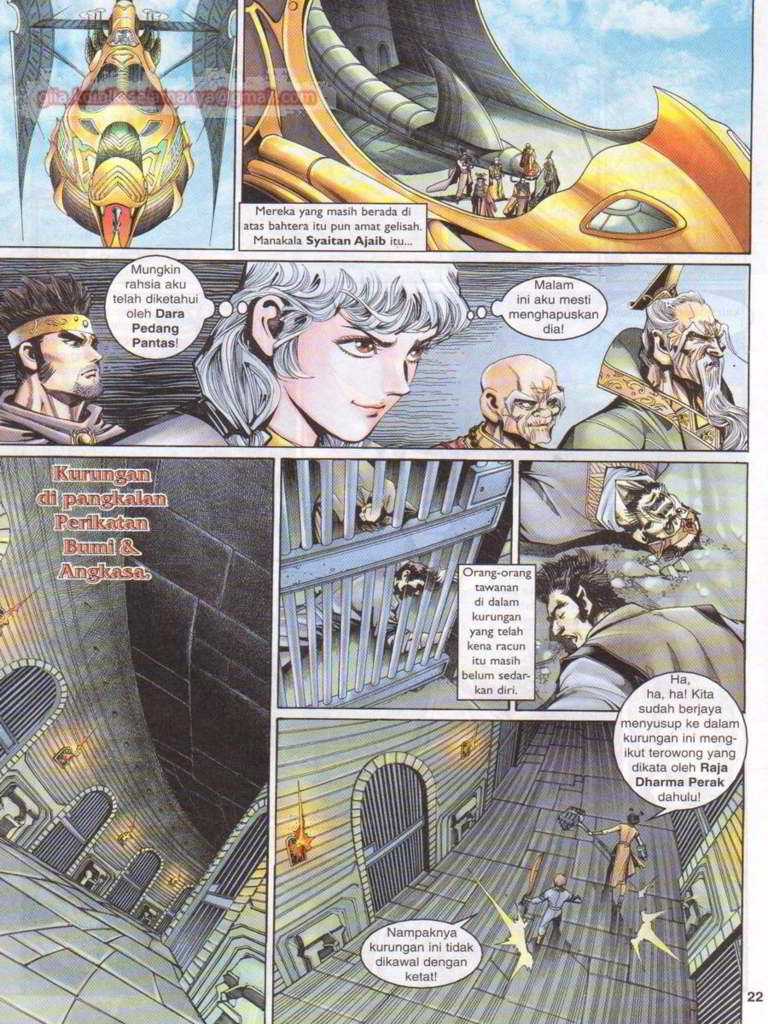 Mereka yang masih berada di
atas bahtera itu pun amat gelisah.
Manakala Syaitan Ajaib itu...
Mungkin
rahsia aku
telah diketahui
oleh Dara
Pedang
Pantas!
Malam
ini aku mesti
menghapuskan
dia!
Kurungan
di pangkalan
Perikatan
Bumi &
Angkasa.
Orang-orang
tawanan
di dalam
kurungan
yang telah
kena racun
itu masih
belum sedar-
kan diri.
Ha,
ha, ha! Kita
sudah berjaya
menyusup ke dalam
kurungan ini meng-
ikut terowong yang
dikata oleh Raja
Dharma Perak
dahulu!
Nampaknya
kurungan ini tidak
dikawal dengan
ketat!
22